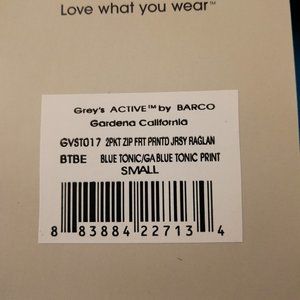 Love what you wear™
Grey's ACTIVE™ by BARCO
Gardena California
GVST017 2PKT ZIP FRT PRNTD JRSY RAGLAN
BTBE BLUE TONIC/GA BLUE TONIC PRINT
SMALL
8 83884 22713 4